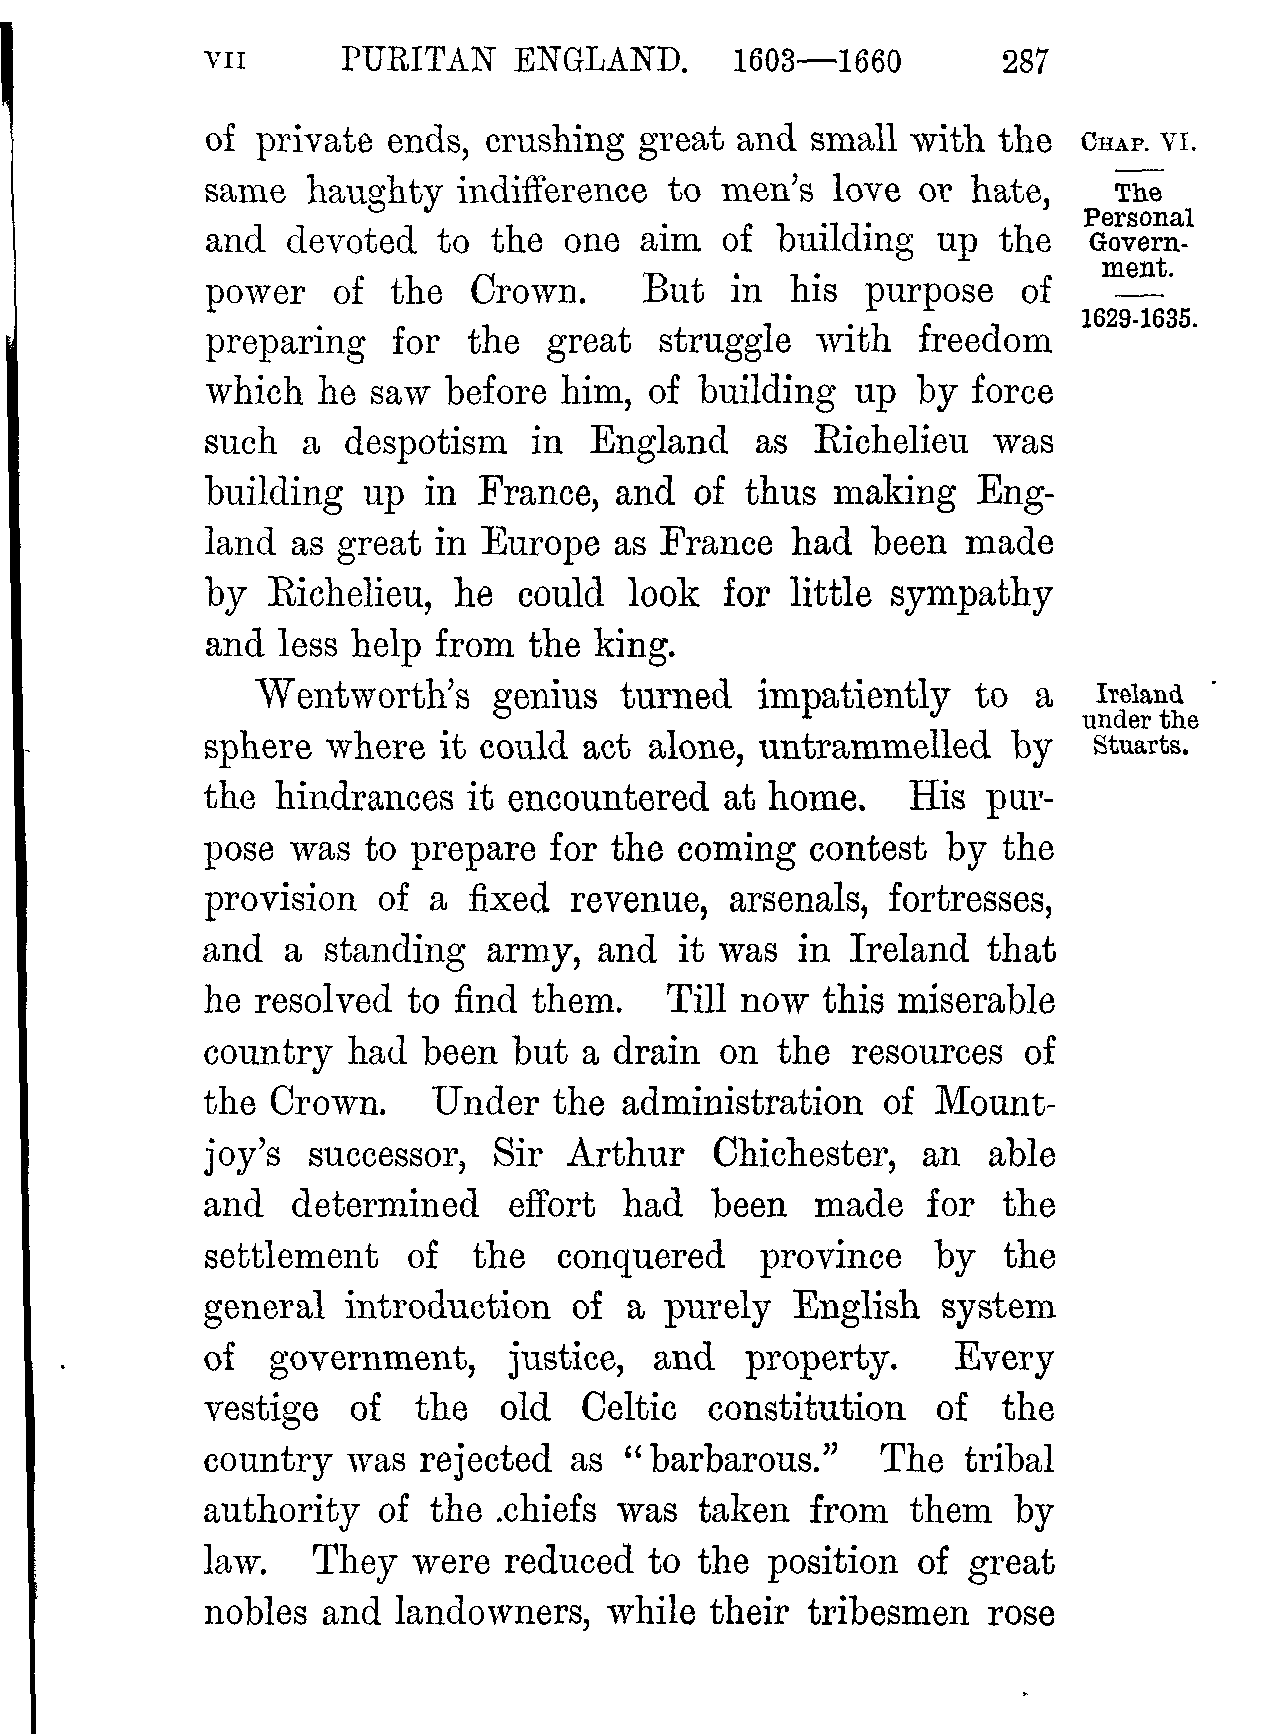 VII PURITAN ENGLAND. 1603—1660 287
of private ends, crushing great and small with the
same haughty indifference to men's love or hate,
and devoted to the one aim of building up the
power of the Crown. But in his purpose of
preparing for the great struggle with freedom
which he saw before him, of building up by force
such a despotism in England as Richelieu was
building up in France, and of thus making Eng-
land as great in Europe as France had been made
by Richelieu, he could look for little sympathy
and less help from the king.
CHAP. VI.
The
Personal
Govern-
ment.
1629-1635.
Wentworth's genius turned impatiently to a
sphere where it could act alone, untrammelled by
the hindrances it encountered at home. His pur-
pose was to prepare for the coming contest by the
provision of a fixed revenue, arsenals, fortresses,
and a standing army, and it was in Ireland that
he resolved to find them. Till now this miserable
country had been but a drain on the resources of
the Crown. Under the administration of Mount-
joy's successor, Sir Arthur Chichester, an able
and determined effort had been made for the
settlement of the conquered province by the
general introduction of a purely English system
of government, justice, and property. Every
vestige of the old Celtic constitution of the
country was rejected as "barbarous." The tribal
authority of the chiefs was taken from them by
law. They were reduced to the position of great
nobles and landowners, while their tribesmen rose
Ireland
under the
Stuarts.